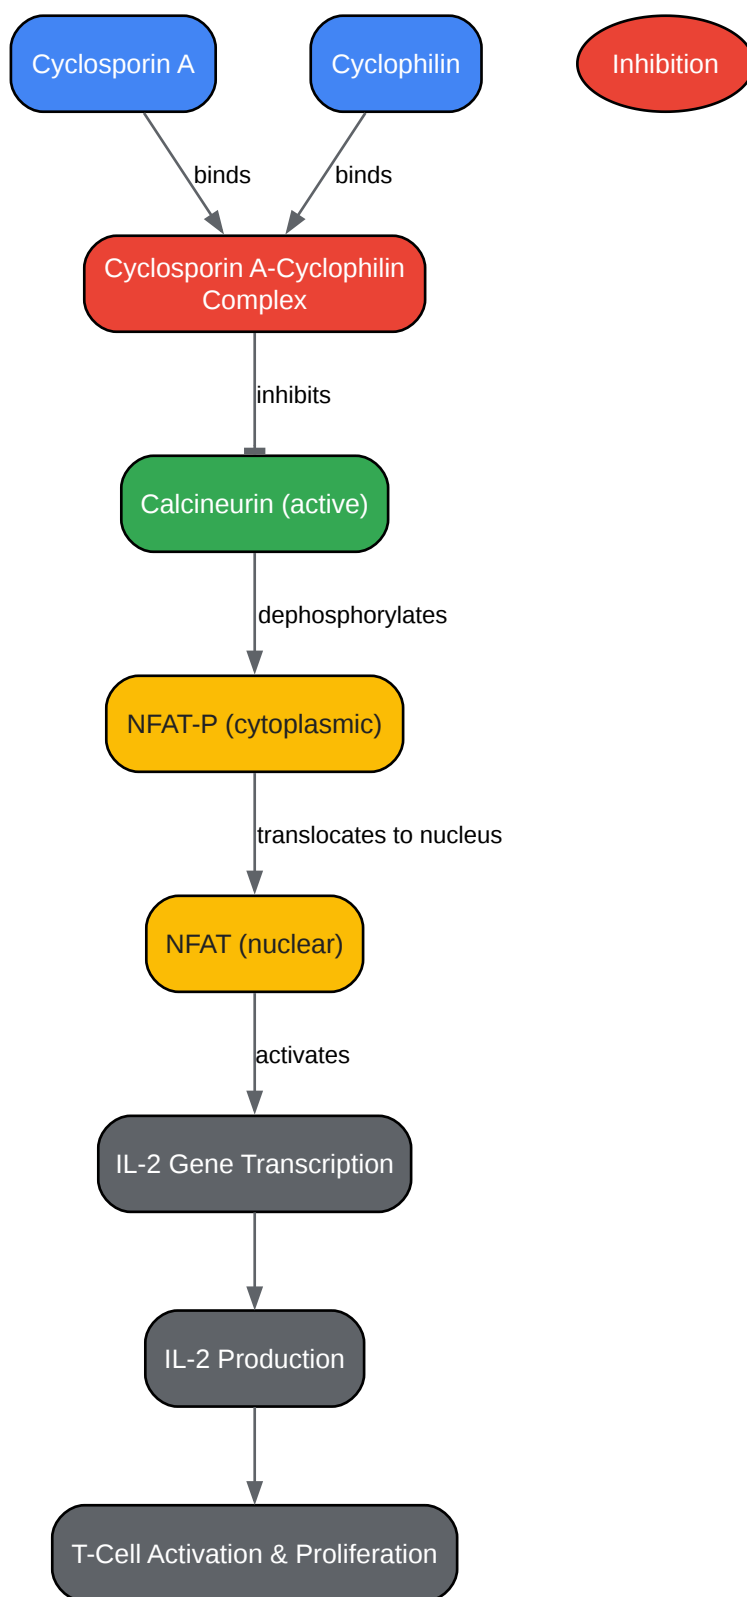 Cyclosporin A
Cyclophilin
Inhibition
binds
binds
Cyclosporin A-Cyclophilin
Complex
inhibits
Calcineurin (active)
dephosphorylates
NFAT-P (cytoplasmic)
translocates to nucleus
NFAT (nuclear)
activates
IL-2 Gene Transcription
IL-2 Production
T-Cell Activation & Proliferation